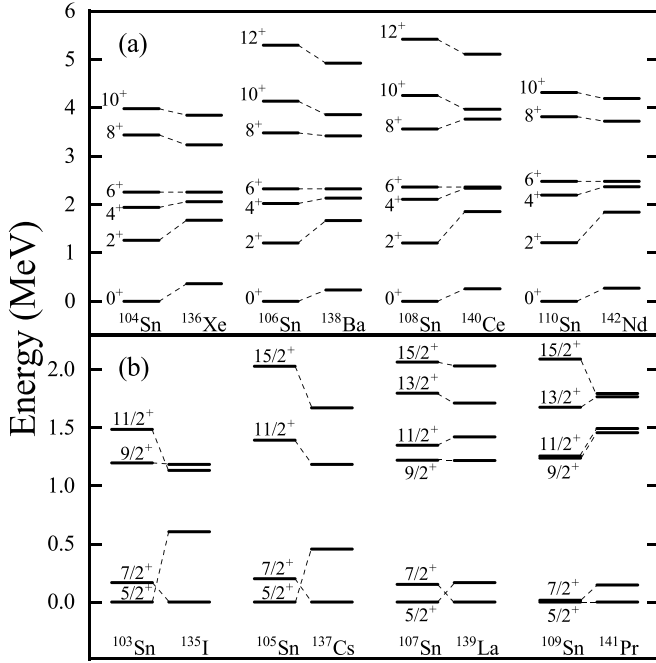 Energy (MeV)
6
5
4
3
2
1
0
(a)
12⁺ 12⁺
10⁺ 10⁺ 10⁺ 10⁺
8⁺ 8⁺ 8⁺ 8⁺
6⁺ 6⁺ 6⁺ 6⁺
4⁺ 4⁺ 4⁺ 4⁺
2⁺ 2⁺ 2⁺ 2⁺
0⁺ 0⁺ 0⁺ 0⁺
¹⁰⁴Sn ¹³⁶Xe ¹⁰⁶Sn ¹³⁸Ba ¹⁰⁸Sn ¹⁴⁰Ce ¹¹⁰Sn ¹⁴²Nd
2.0
1.5
1.0
0.5
0.0
(b)
15/2⁺ 15/2⁺ 15/2⁺
13/2⁺ 13/2⁺
11/2⁺ 11/2⁺ 11/2⁺ 11/2⁺
9/2⁺ 9/2⁺ 9/2⁺
7/2⁺ 7/2⁺ 7/2⁺ 7/2⁺
5/2⁺ 5/2⁺ 5/2⁺ 5/2⁺
¹⁰³Sn ¹³⁵I ¹⁰⁵Sn ¹³⁷Cs ¹⁰⁷Sn ¹³⁹La ¹⁰⁹Sn ¹⁴¹Pr